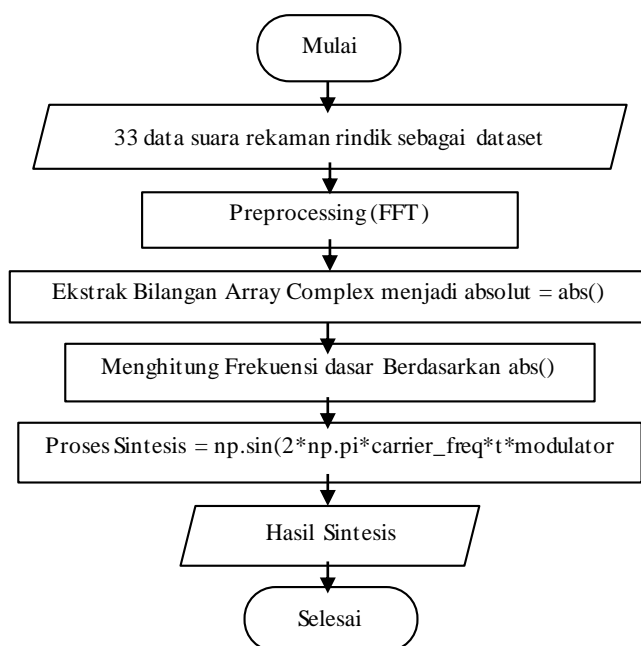 Mulai
33 data suara rekaman rindik sebagai dataset
Preprocessing (FFT)
Ekstrak Bilangan Array Complex menjadi absolut = abs()
Menghitung Frekuensi dasar Berdasarkan abs()
Proses Sintesis = np.sin(2*np.pi*carrier_freq*t*modulator
Hasil Sintesis
Selesai